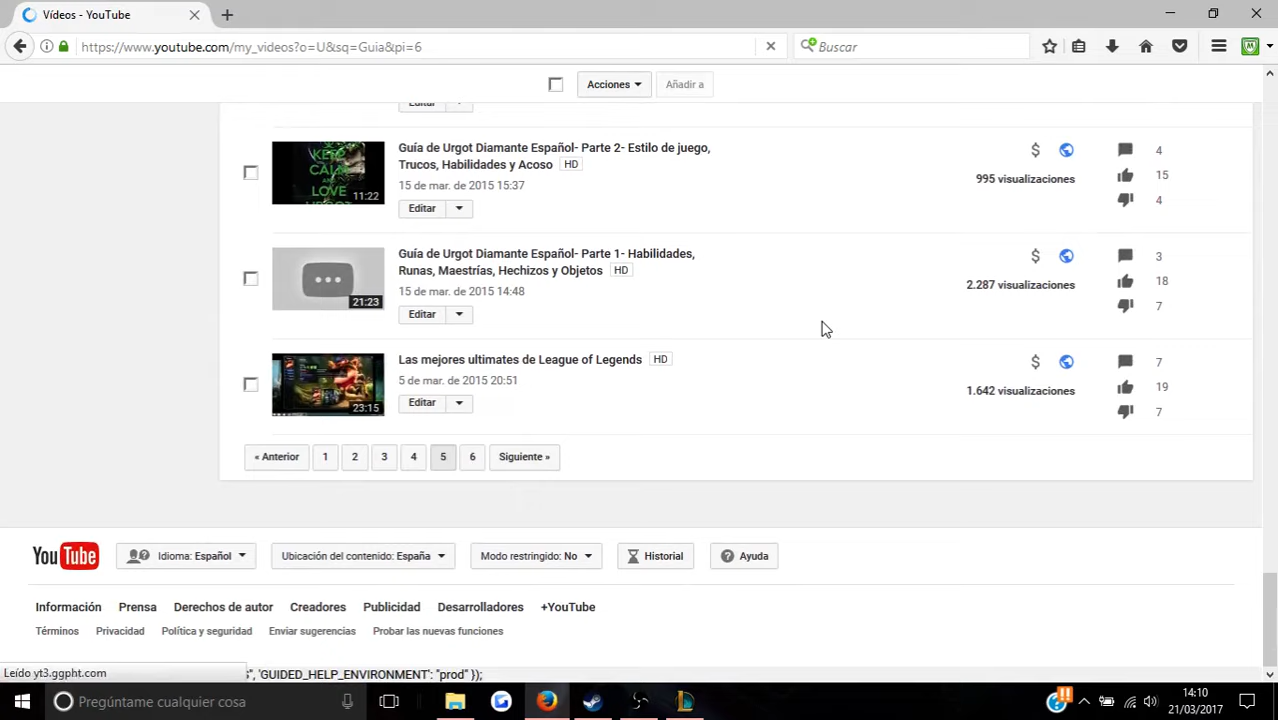 Vídeos - YouTube
https://www.youtube.com/my_videos?o=U&sq=Guia&pi=6
Buscar
Acciones
Añadir a
Editar
KEEP
CALM
AND
LOVE
URGOT
11:22
Guía de Urgot Diamante Español- Parte 2- Estilo de juego,
Trucos, Habilidades y Acoso HD
15 de mar. de 2015 15:37
Editar
$
995 visualizaciones
4
15
4
21:23
Guía de Urgot Diamante Español- Parte 1- Habilidades,
Runas, Maestrías, Hechizos y Objetos HD
15 de mar. de 2015 14:48
Editar
$
2.287 visualizaciones
3
18
7
23:15
Las mejores ultimates de League of Legends HD
5 de mar. de 2015 20:51
Editar
$
1.642 visualizaciones
7
19
7
« Anterior 1 2 3 4 5 6 Siguiente »
YouTube
Idioma: Español
Ubicación del contenido: España
Modo restringido: No
Historial
Ayuda
Información Prensa Derechos de autor Creadores Publicidad Desarrolladores +YouTube
Términos Privacidad Política y seguridad Enviar sugerencias Probar las nuevas funciones
Leído yt3.ggpht.com
", 'GUIDED_HELP_ENVIRONMENT': "prod" });
Pregúntame cualquier cosa
14:10
21/03/2017